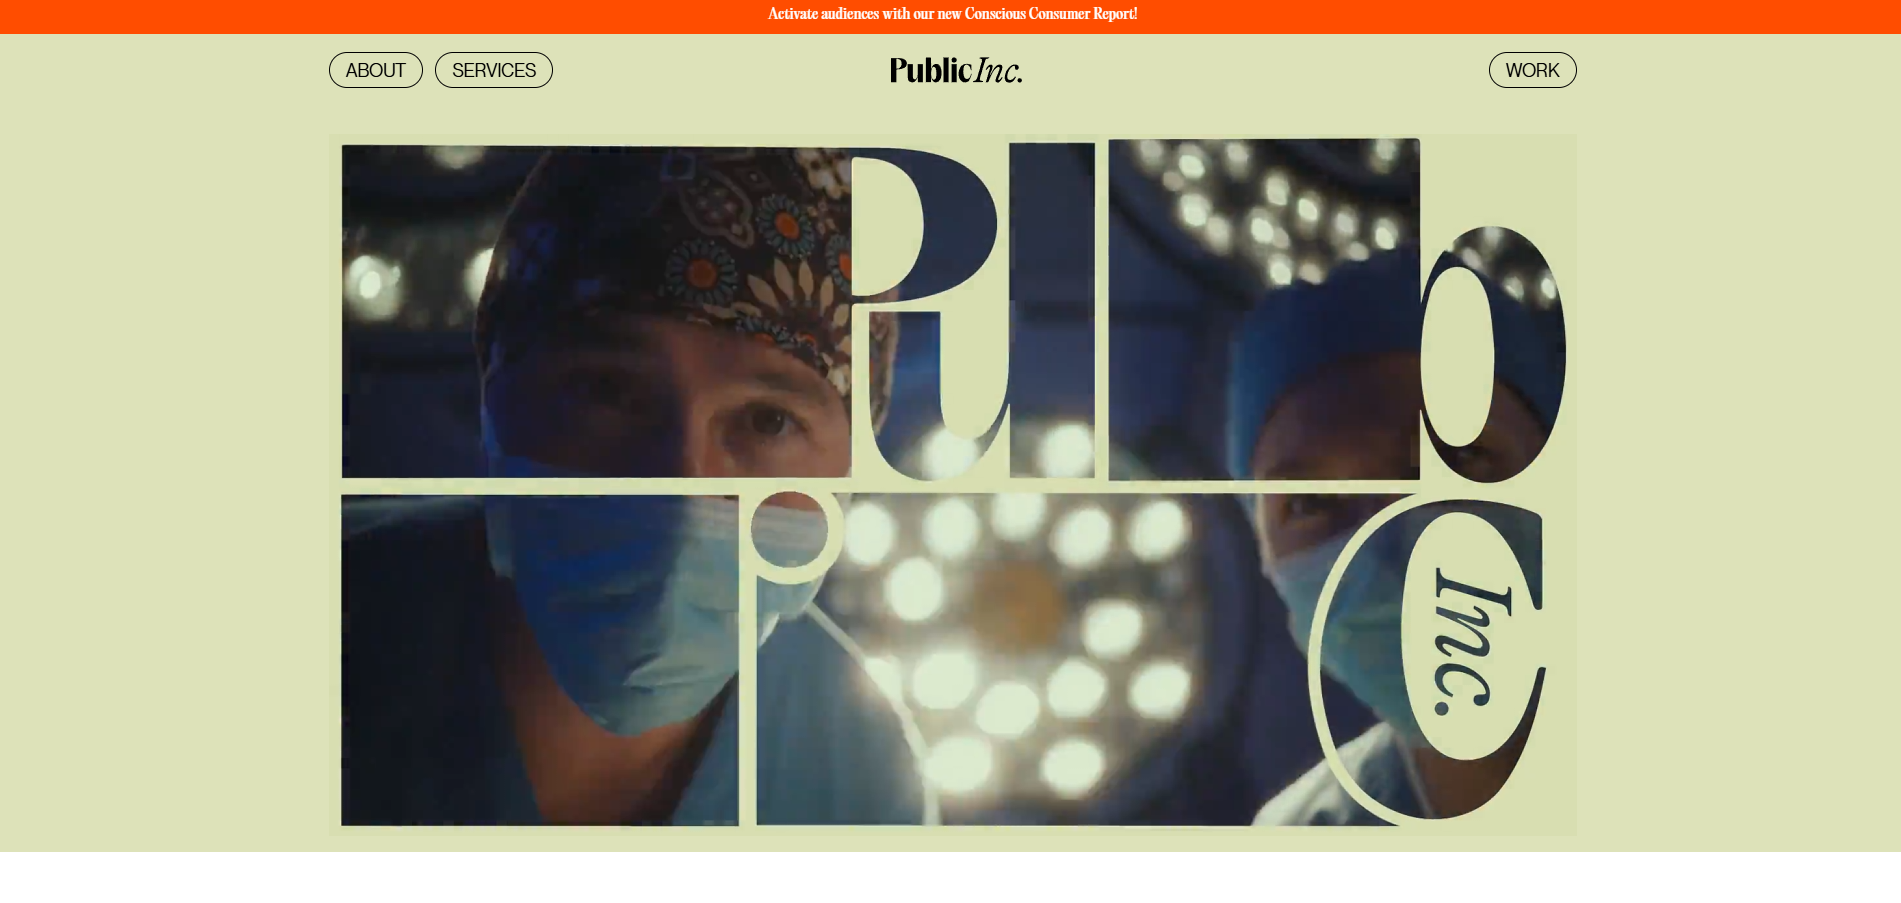 Activate audiences with our new Conscious Consumer Report!
ABOUT
SERVICES
Public Inc.
WORK
Public
Inc.